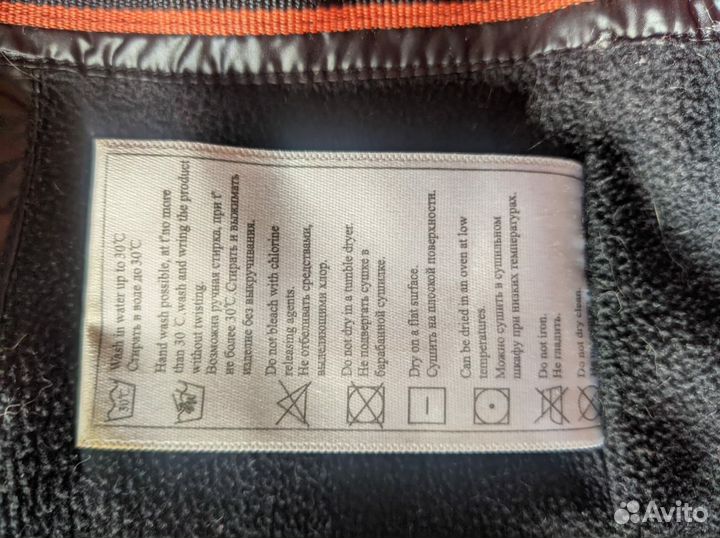 Wash in water up to 30℃
Стирать в воде до 30℃
Hand wash possible, at t°no more
than 30 ℃.wash and wring the product
without twising.
Возможна ручная стирка, при t°
не более 30℃ Стирать и выжимать
изделие без выкручивания.
Do not bleach with chlorine
releasing agents.
Не отбеливать средствами,
выделяющими хлор.
Do not dry in a tumble dryer.
Не подвергать сушке в
барабанной сушилке.
Dry on a flat surface.
Сушить на плоской поверхности.
Can be dried in an oven at low
temperatures.
Можно сушить в сушильном
шкафу при низких температурах.
Do not iron.
Не гладить.
Do not dry clean.
30℃
Avito